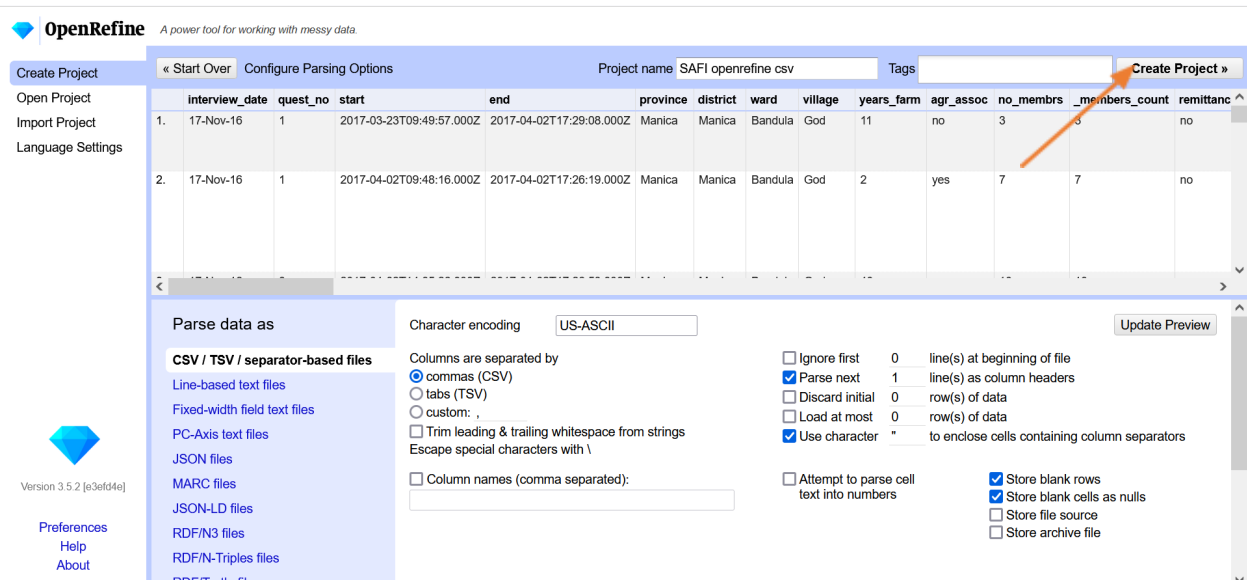 OpenRefine A power tool for working with messy data.
Create Project
Open Project
Import Project
Language Settings
« Start Over Configure Parsing Options Project name SAFI openrefine csv Tags Create Project »
interview_date quest_no start end province district ward village years_farm agr_assoc no_membrs _members_count remittanc
1. 17-Nov-16 1 2017-03-23T09:49:57.000Z 2017-04-02T17:29:08.000Z Manica Manica Bandula God 11 no 3 3 no
2. 17-Nov-16 1 2017-04-02T09:48:16.000Z 2017-04-02T17:26:19.000Z Manica Manica Bandula God 2 yes 7 7 no
Parse data as
CSV / TSV / separator-based files
Line-based text files
Fixed-width field text files
PC-Axis text files
JSON files
MARC files
JSON-LD files
RDF/N3 files
RDF/N-Triples files
Character encoding US-ASCII
Update Preview
Columns are separated by
commas (CSV)
tabs (TSV)
custom: ,
Trim leading & trailing whitespace from strings
Escape special characters with \
Column names (comma separated):
Ignore first 0 line(s) at beginning of file
Parse next 1 line(s) as column headers
Discard initial 0 row(s) of data
Load at most 0 row(s) of data
Use character " to enclose cells containing column separators
Attempt to parse cell
text into numbers
Store blank rows
Store blank cells as nulls
Store file source
Store archive file
Version 3.5.2 [e3efd4e]
Preferences
Help
About